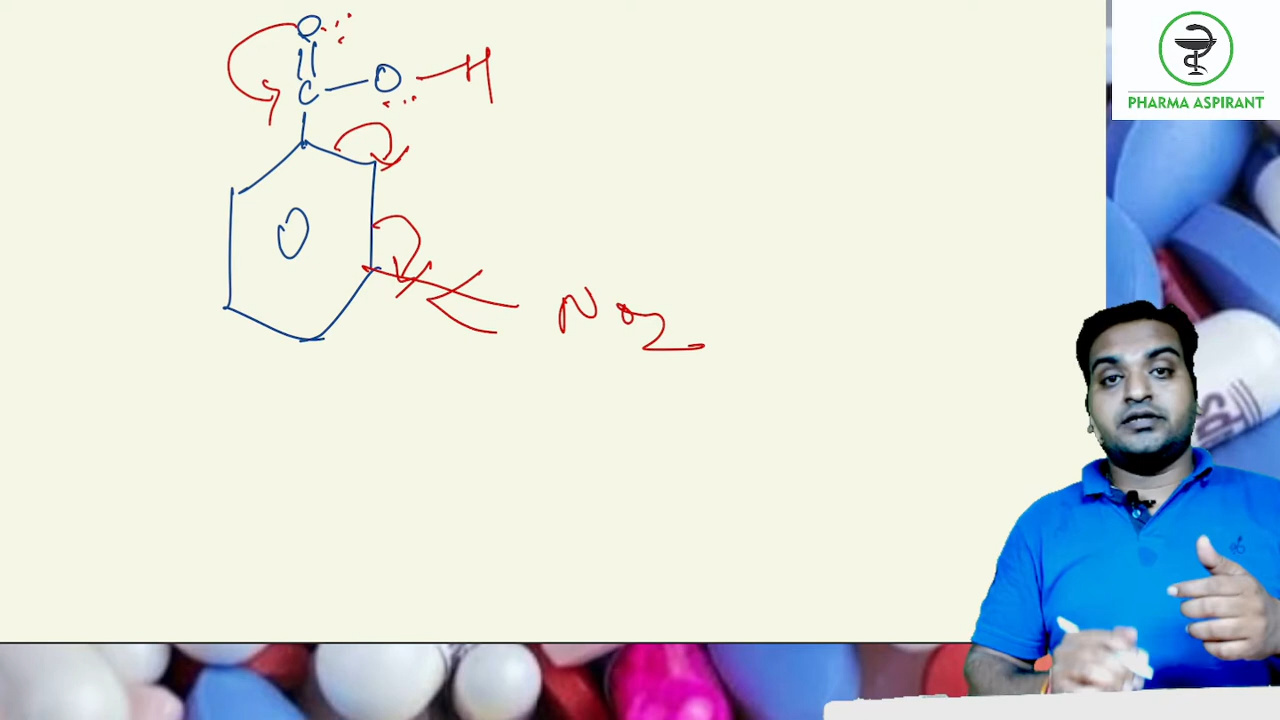 O
C – O – H
O
NO2
PHARMA ASPIRANT